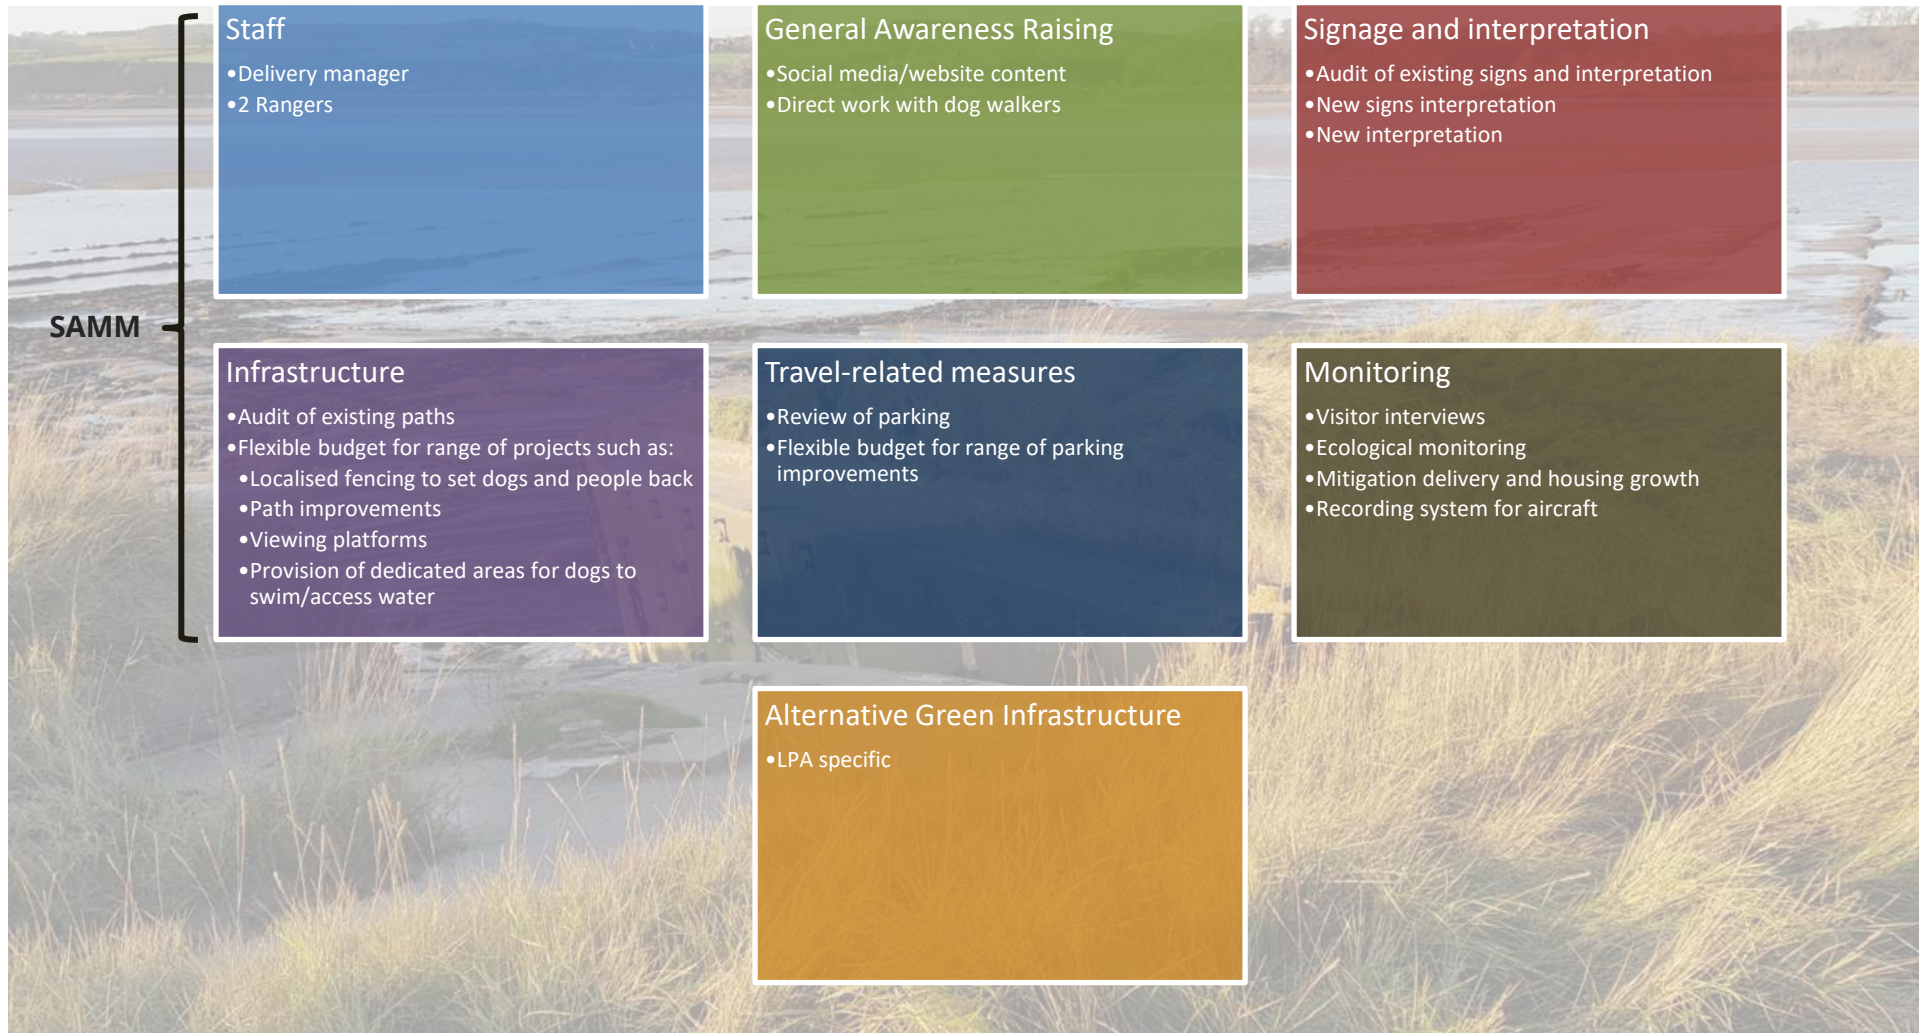 Staff
•Delivery manager
•2 Rangers
General Awareness Raising
•Social media/website content
•Direct work with dog walkers
Signage and interpretation
•Audit of existing signs and interpretation
•New signs interpretation
•New interpretation
SAMM
Infrastructure
•Audit of existing paths
•Flexible budget for range of projects such as:
•Localised fencing to set dogs and people back
•Path improvements
•Viewing platforms
•Provision of dedicated areas for dogs to
swim/access water
Travel-related measures
•Review of parking
•Flexible budget for range of parking
improvements
Monitoring
•Visitor interviews
•Ecological monitoring
•Mitigation delivery and housing growth
•Recording system for aircraft
Alternative Green Infrastructure
•LPA specific